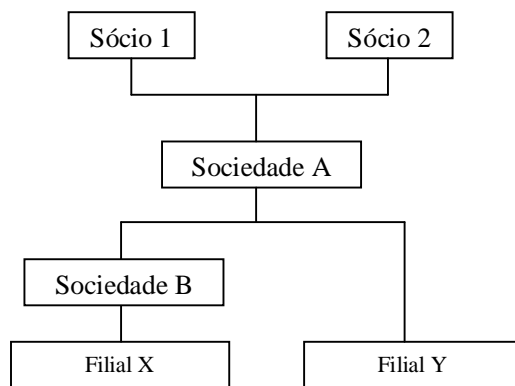 Sócio 1
Sócio 2
Sociedade A
Sociedade B
Filial X
Filial Y